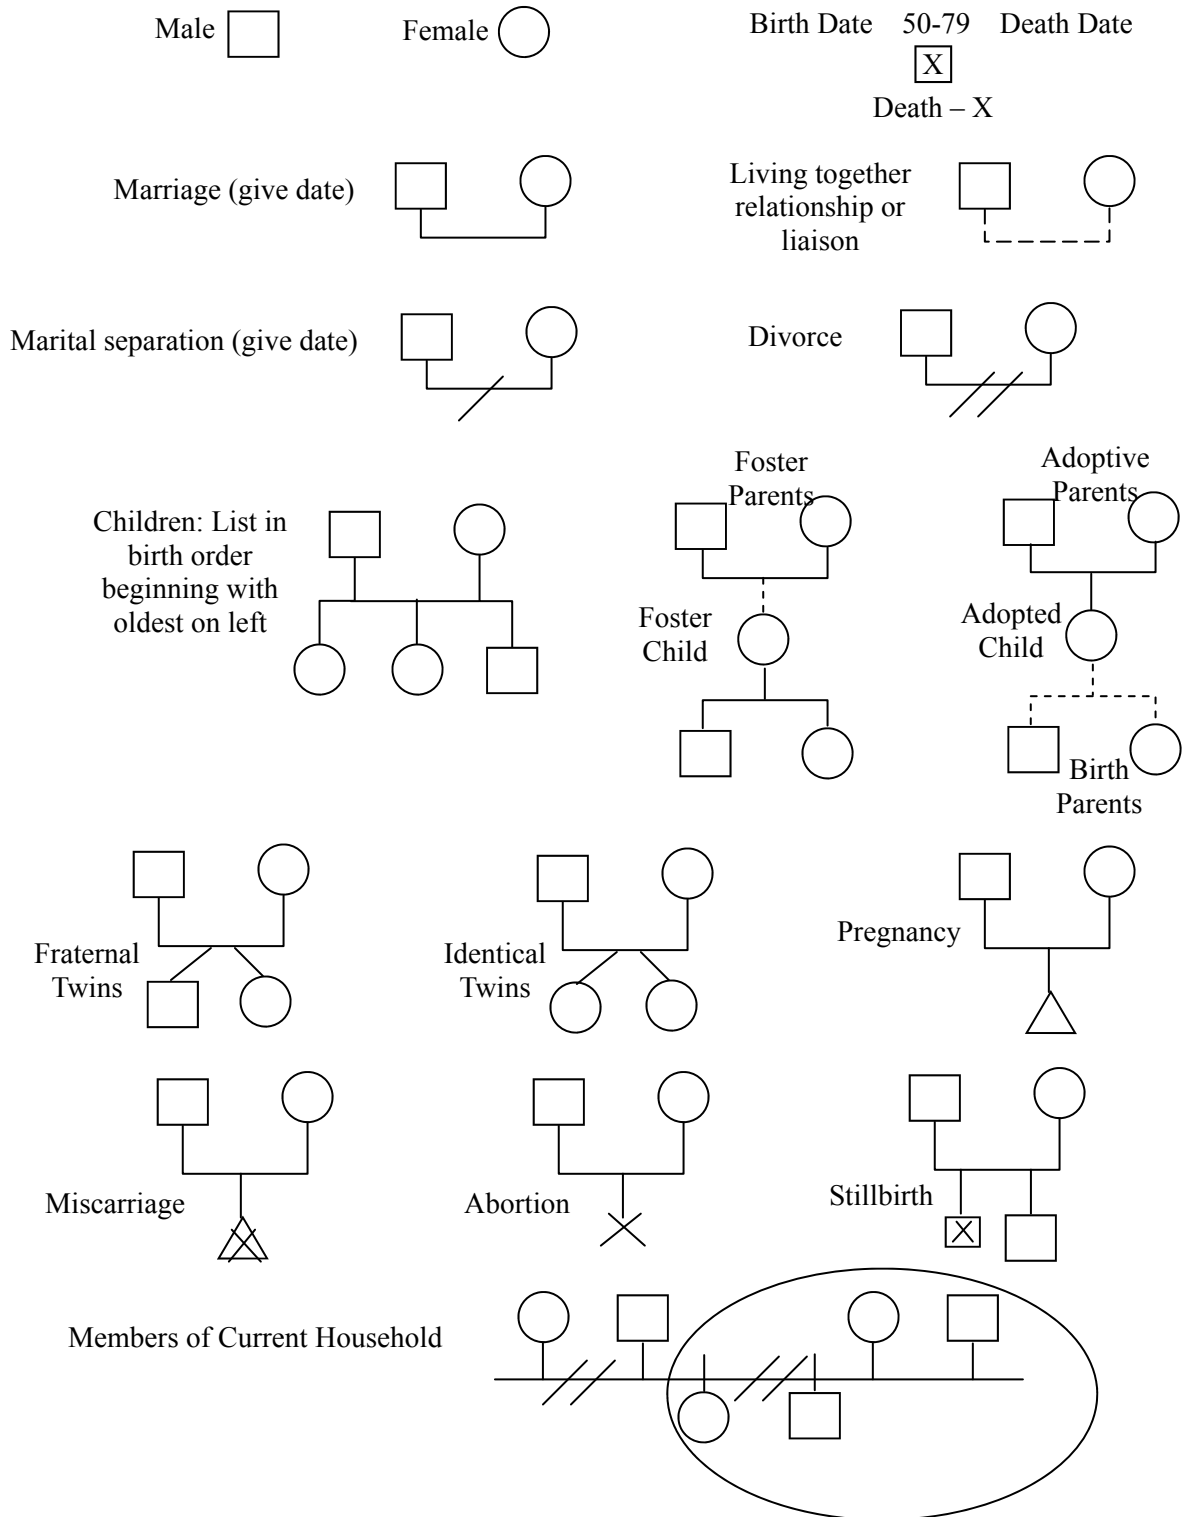 Male
Female
Birth Date 50-79 Death Date
X
Death – X
Marriage (give date)
Living together
relationship or
liaison
Marital separation (give date)
Divorce
Children: List in
birth order
beginning with
oldest on left
Foster
Parents
Foster
Child
Adoptive
Parents
Adopted
Child
Birth
Parents
Fraternal
Twins
Identical
Twins
Pregnancy
Miscarriage
Abortion
Stillbirth
X
Members of Current Household